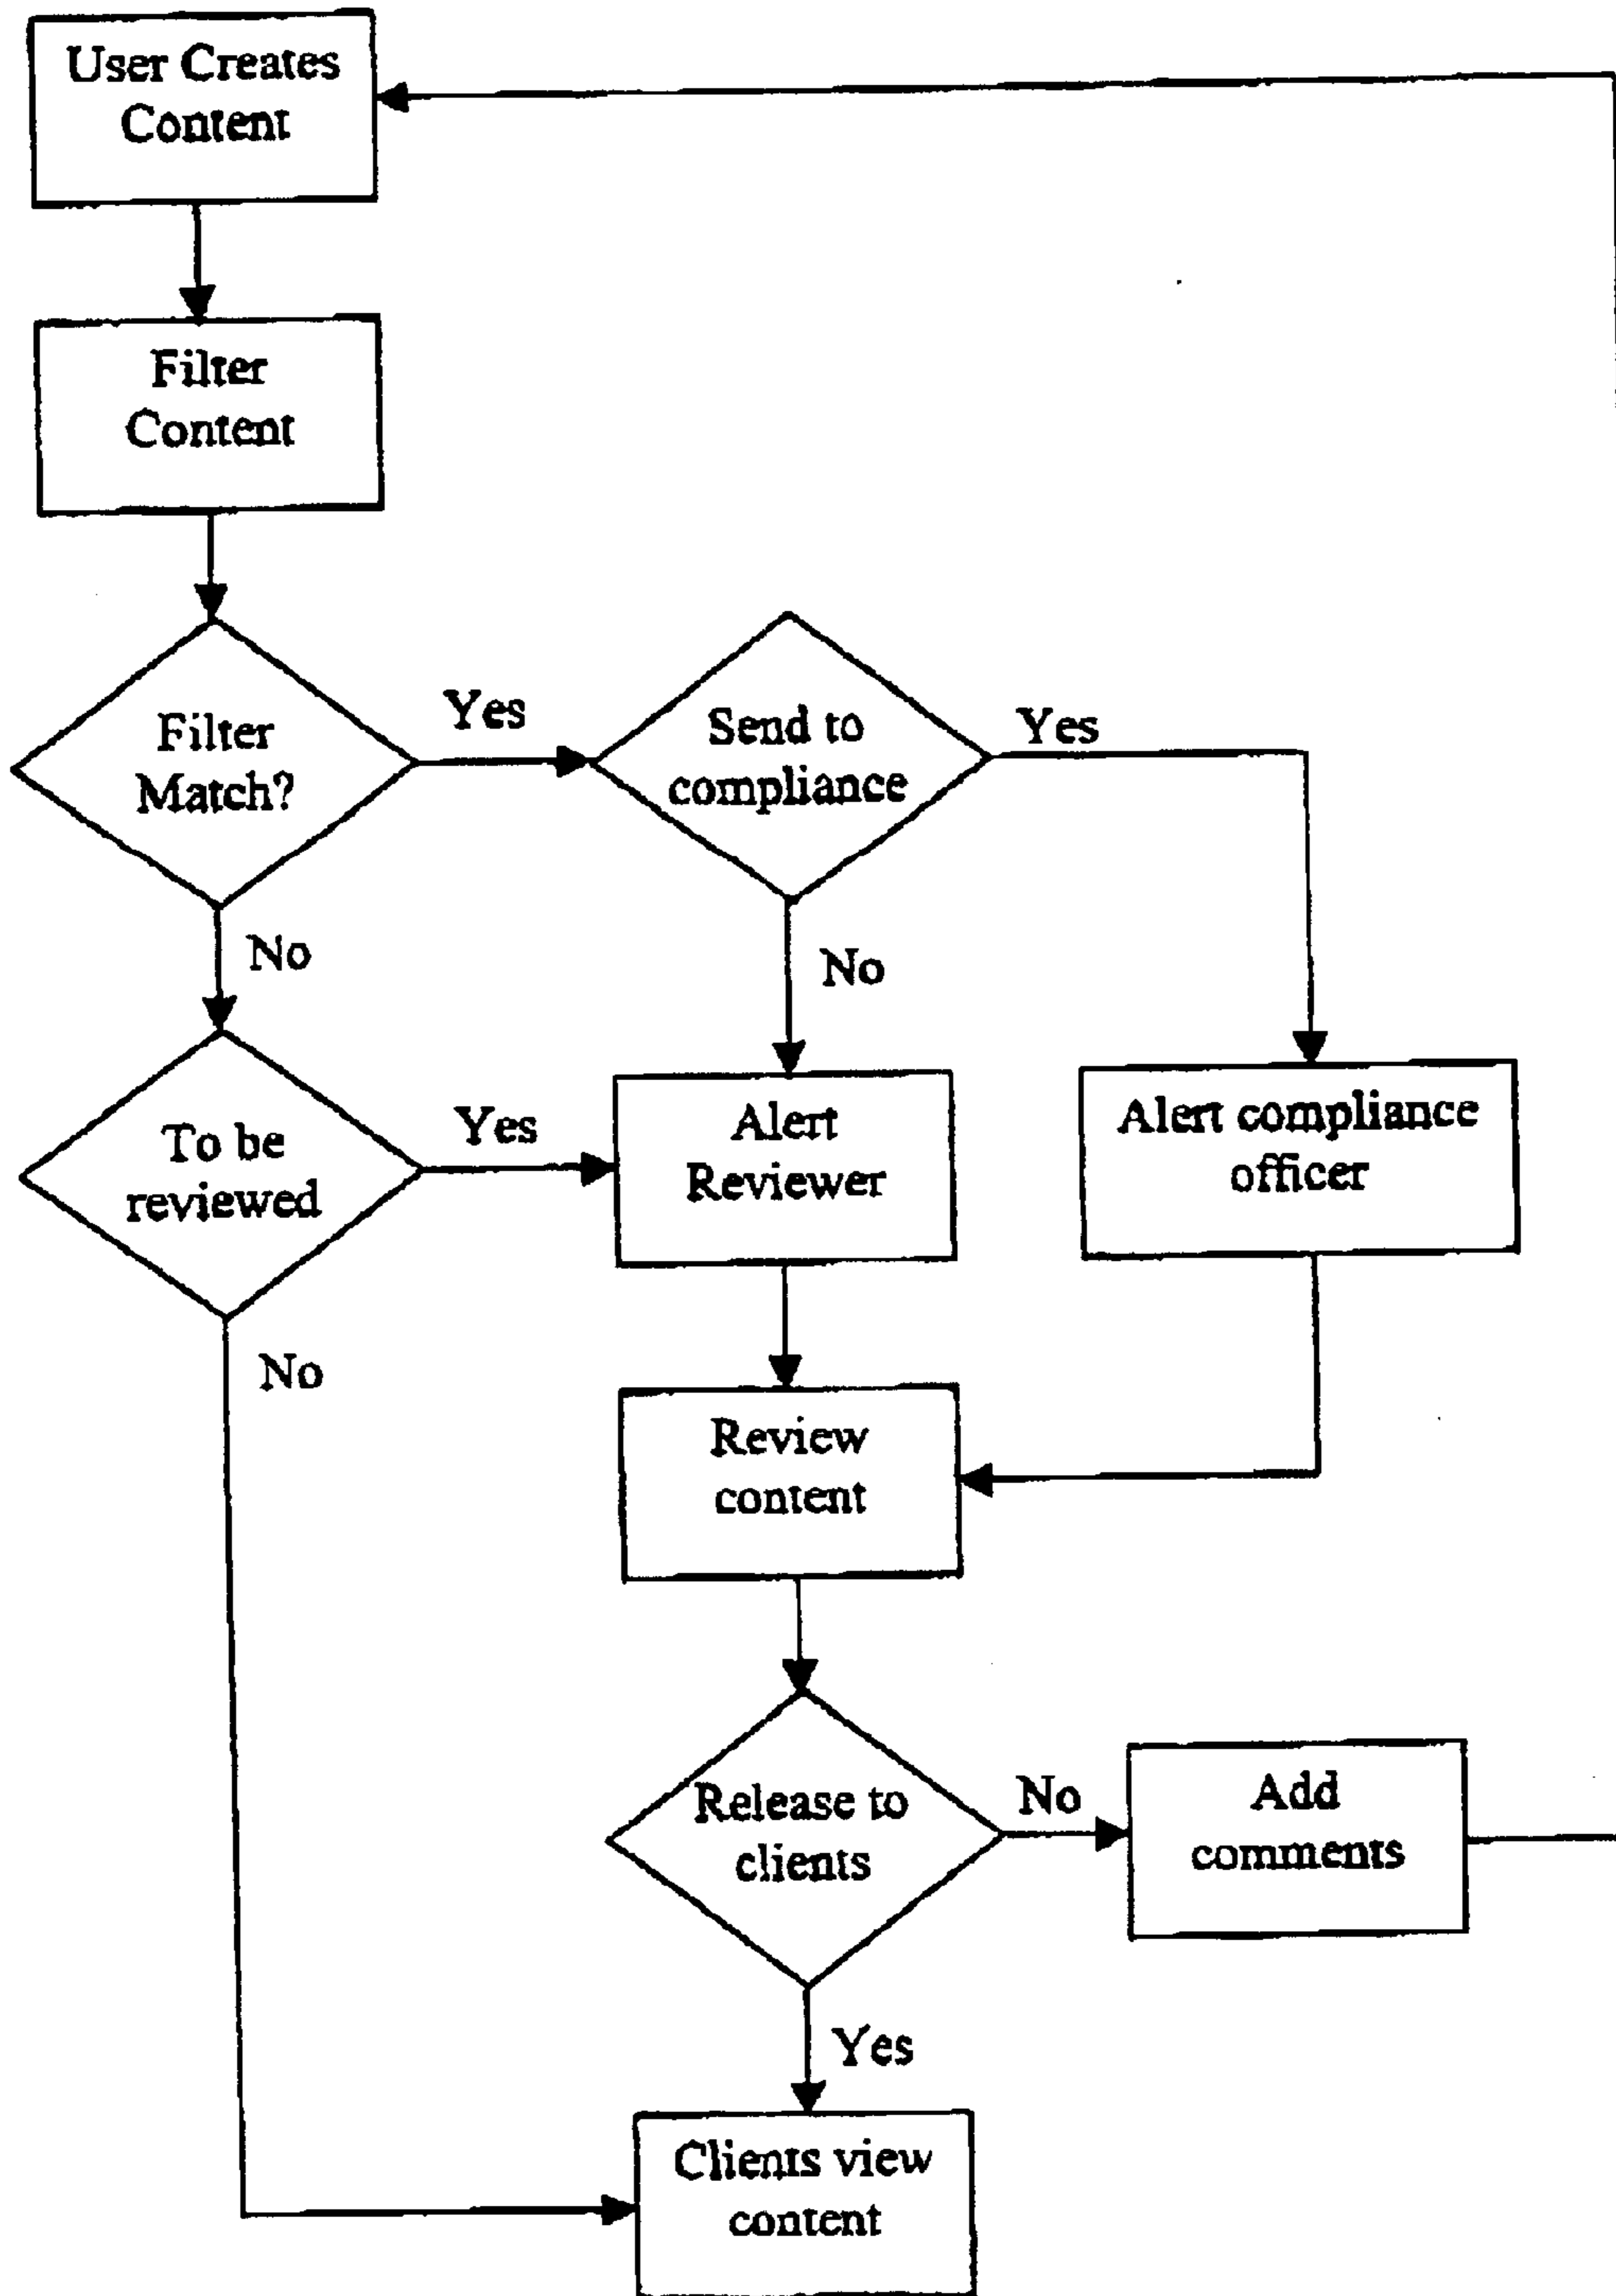 User Creates
Content
Filter
Content
Filter
Match?
Yes
Send to
compliance
Yes
No
No
To be
reviewed
Yes
Alert
Reviewer
Alert compliance
officer
No
Review
content
Release to
clients
No
Add
comments
Yes
Clients view
content